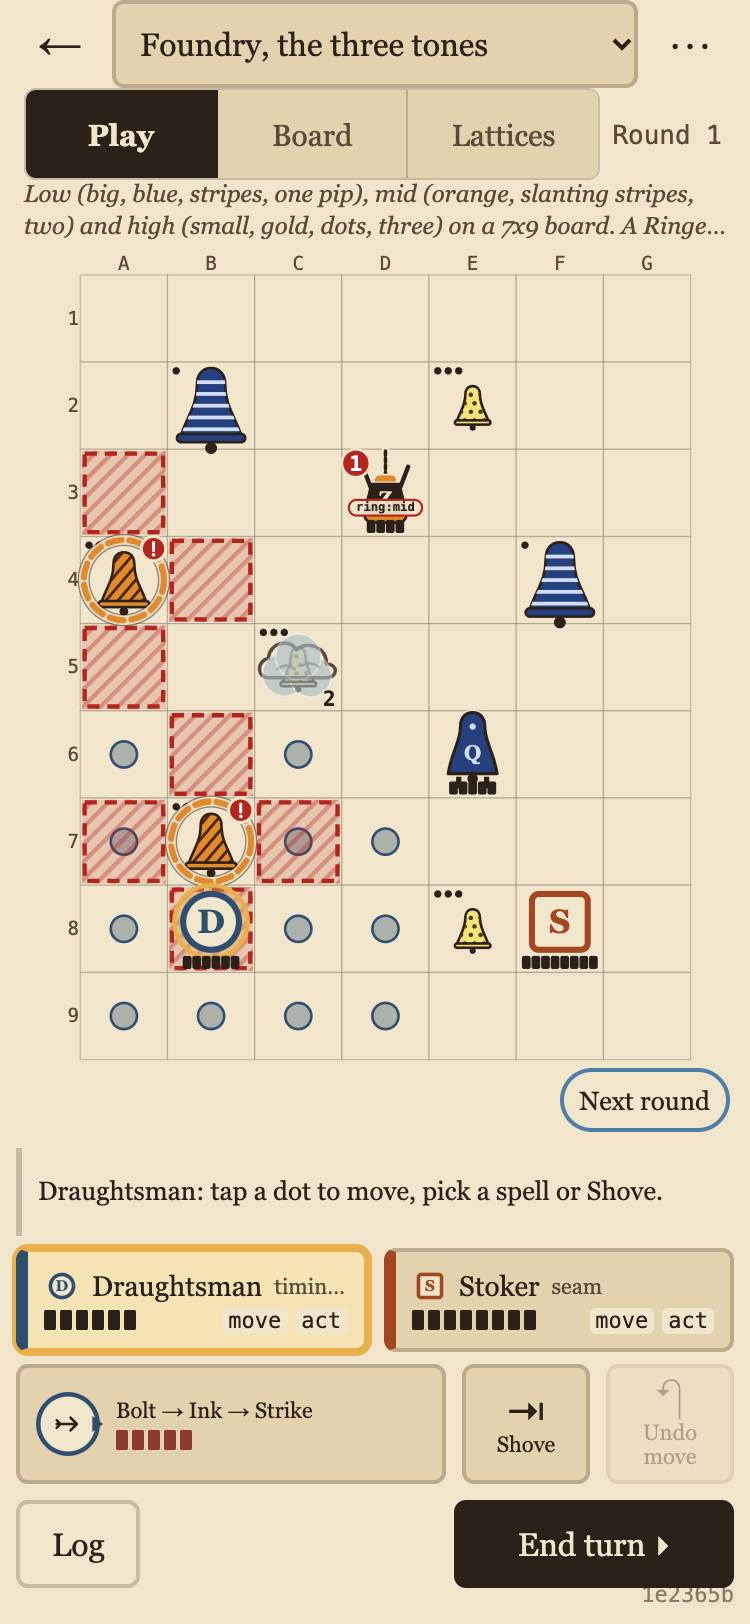 ← Foundry, the three tones ...
Play Board Lattices Round 1
Low (big, blue, stripes, one pip), mid (orange, slanting stripes,
two) and high (small, gold, dots, three) on a 7x9 board. A Ringe...
A B C D E F G
1
2
3 1
ring:mid
4 !
5
2
6 Q
7 !
8 D S
9
Next round
Draughtsman: tap a dot to move, pick a spell or Shove.
D Draughtsman timin... S Stoker seam
move act move act
Bolt → Ink → Strike
Shove
Undo
move
Log End turn
1e2365b